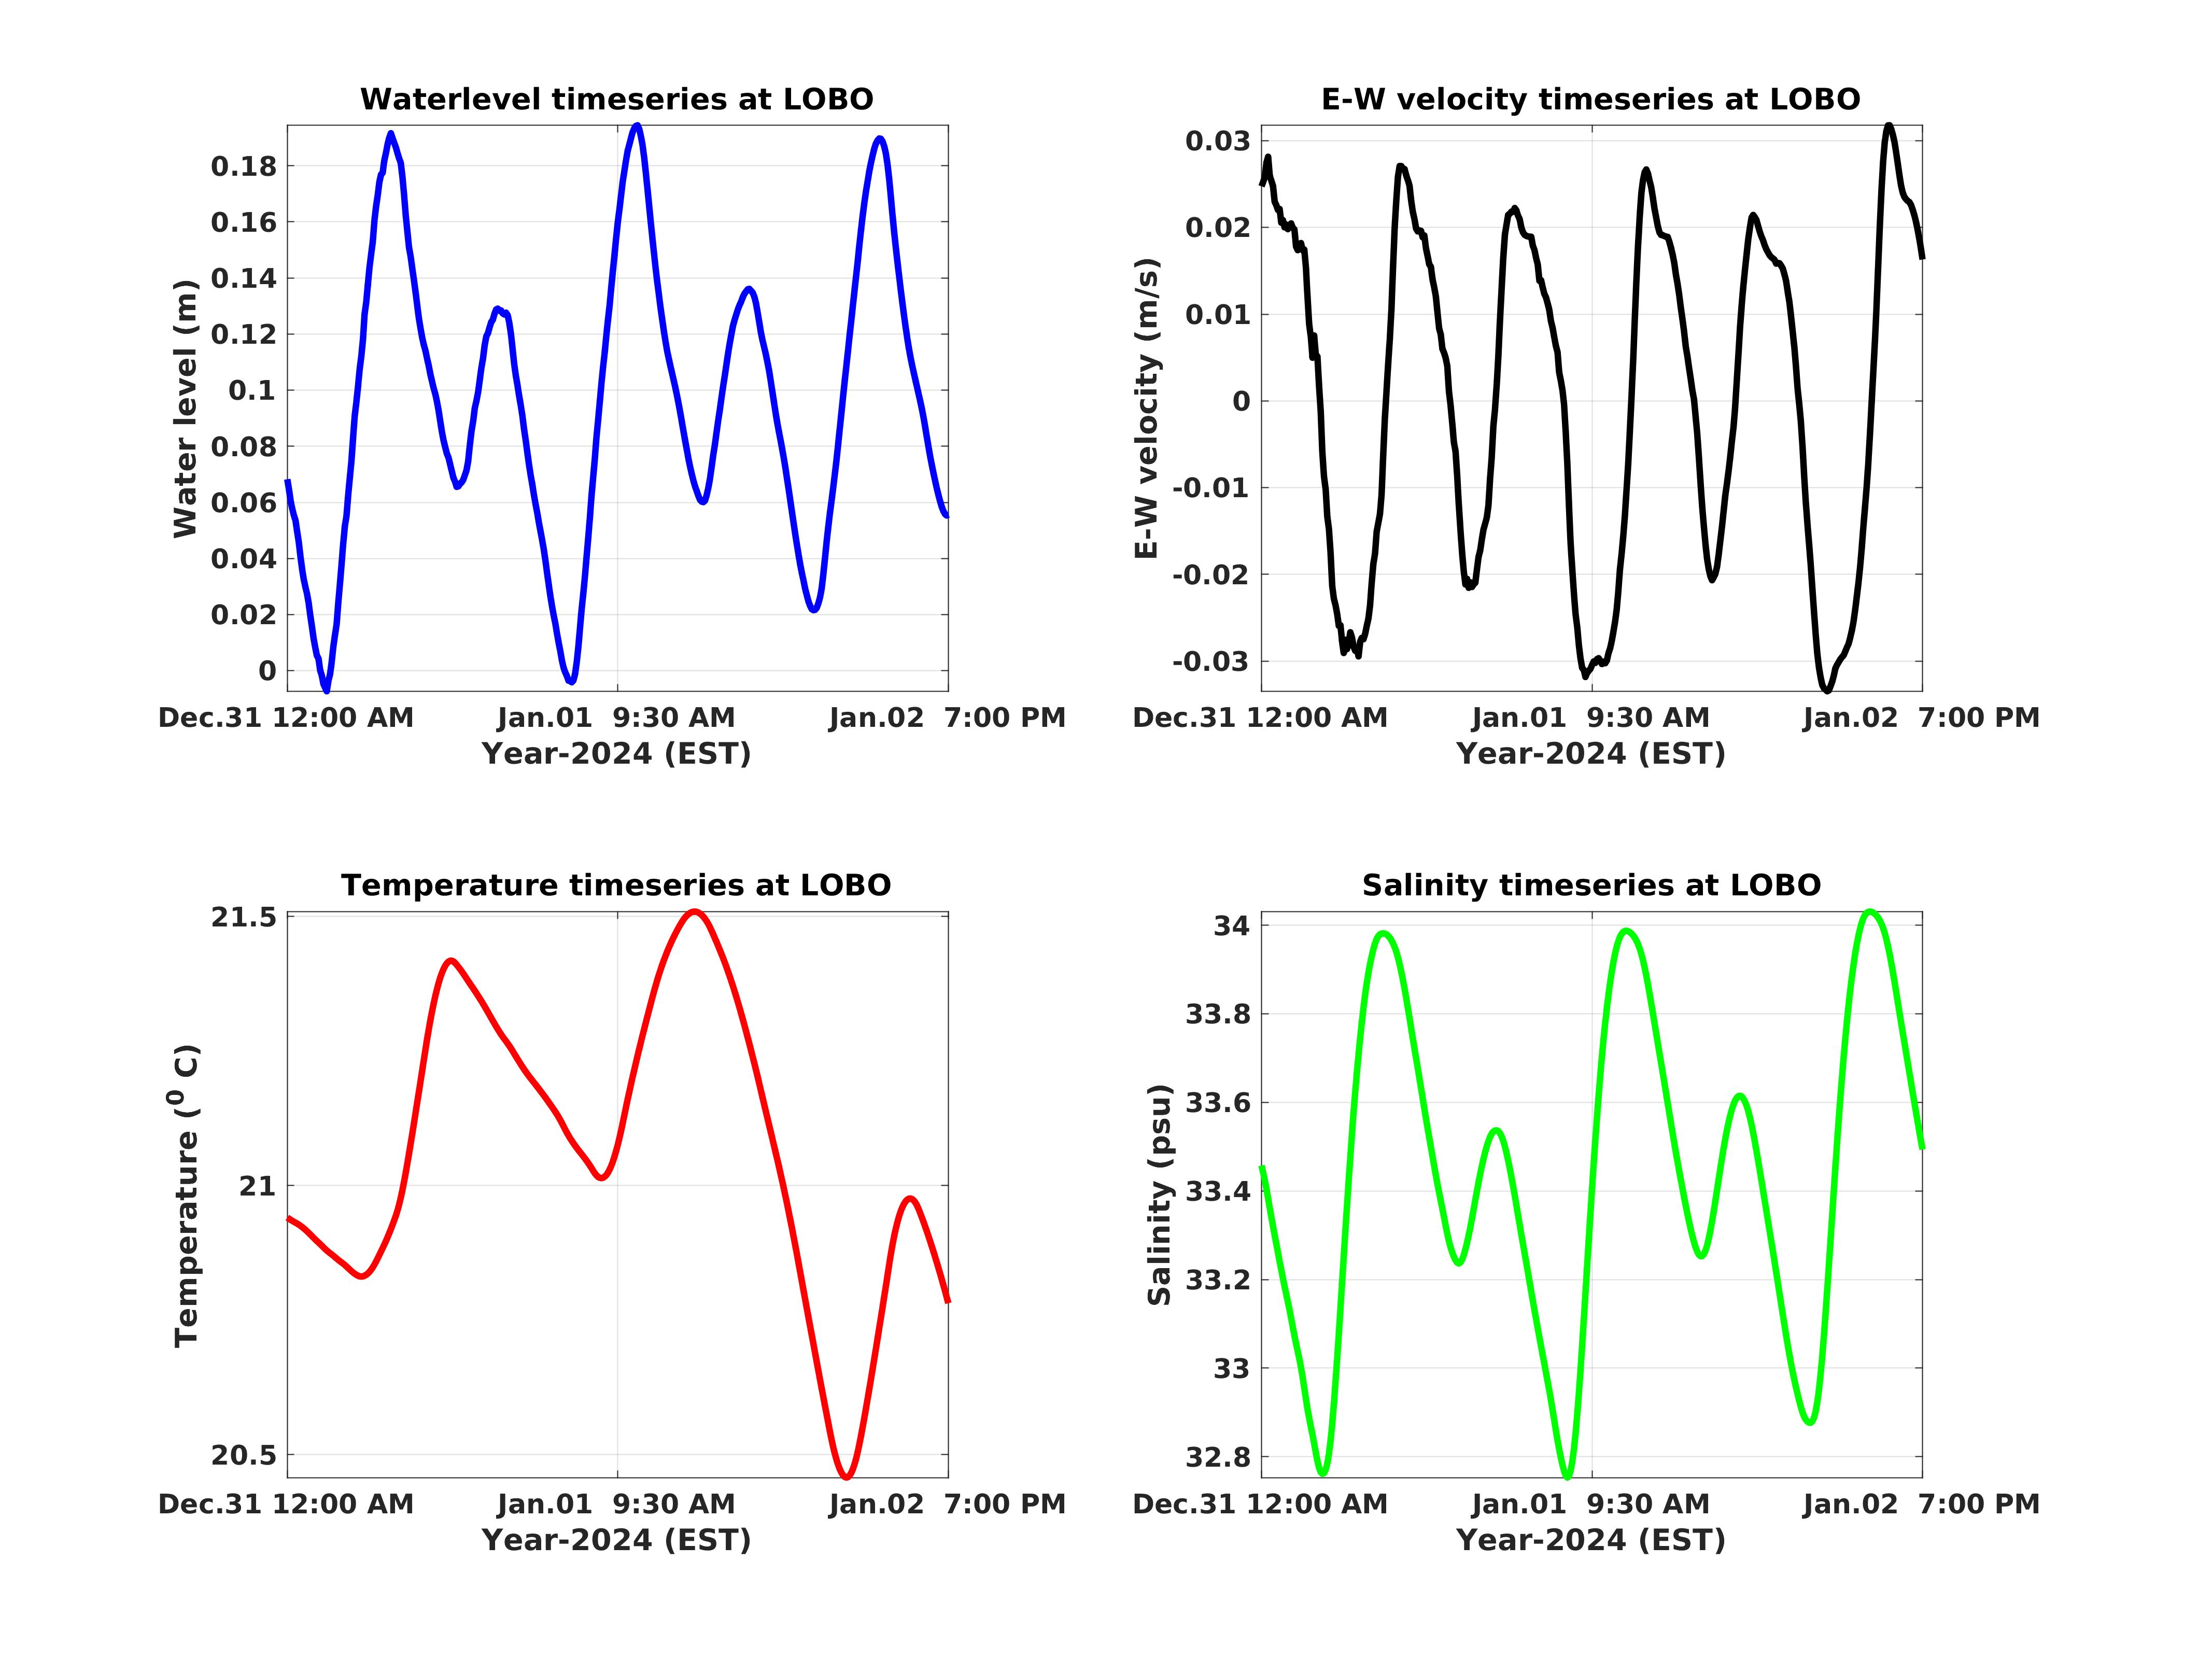 Waterlevel timeseries at LOBO
Water level (m)
0.18
0.16
0.14
0.12
0.1
0.08
0.06
0.04
0.02
0
Dec.31 12:00 AM
Jan.01 9:30 AM
Jan.02 7:00 PM
Year-2024 (EST)
E-W velocity timeseries at LOBO
E-W velocity (m/s)
0.03
0.02
0.01
0
-0.01
-0.02
-0.03
Dec.31 12:00 AM
Jan.01 9:30 AM
Jan.02 7:00 PM
Year-2024 (EST)
Temperature timeseries at LOBO
Temperature (⁰ C)
21.5
21
20.5
Dec.31 12:00 AM
Jan.01 9:30 AM
Jan.02 7:00 PM
Year-2024 (EST)
Salinity timeseries at LOBO
Salinity (psu)
34
33.8
33.6
33.4
33.2
33
32.8
Dec.31 12:00 AM
Jan.01 9:30 AM
Jan.02 7:00 PM
Year-2024 (EST)